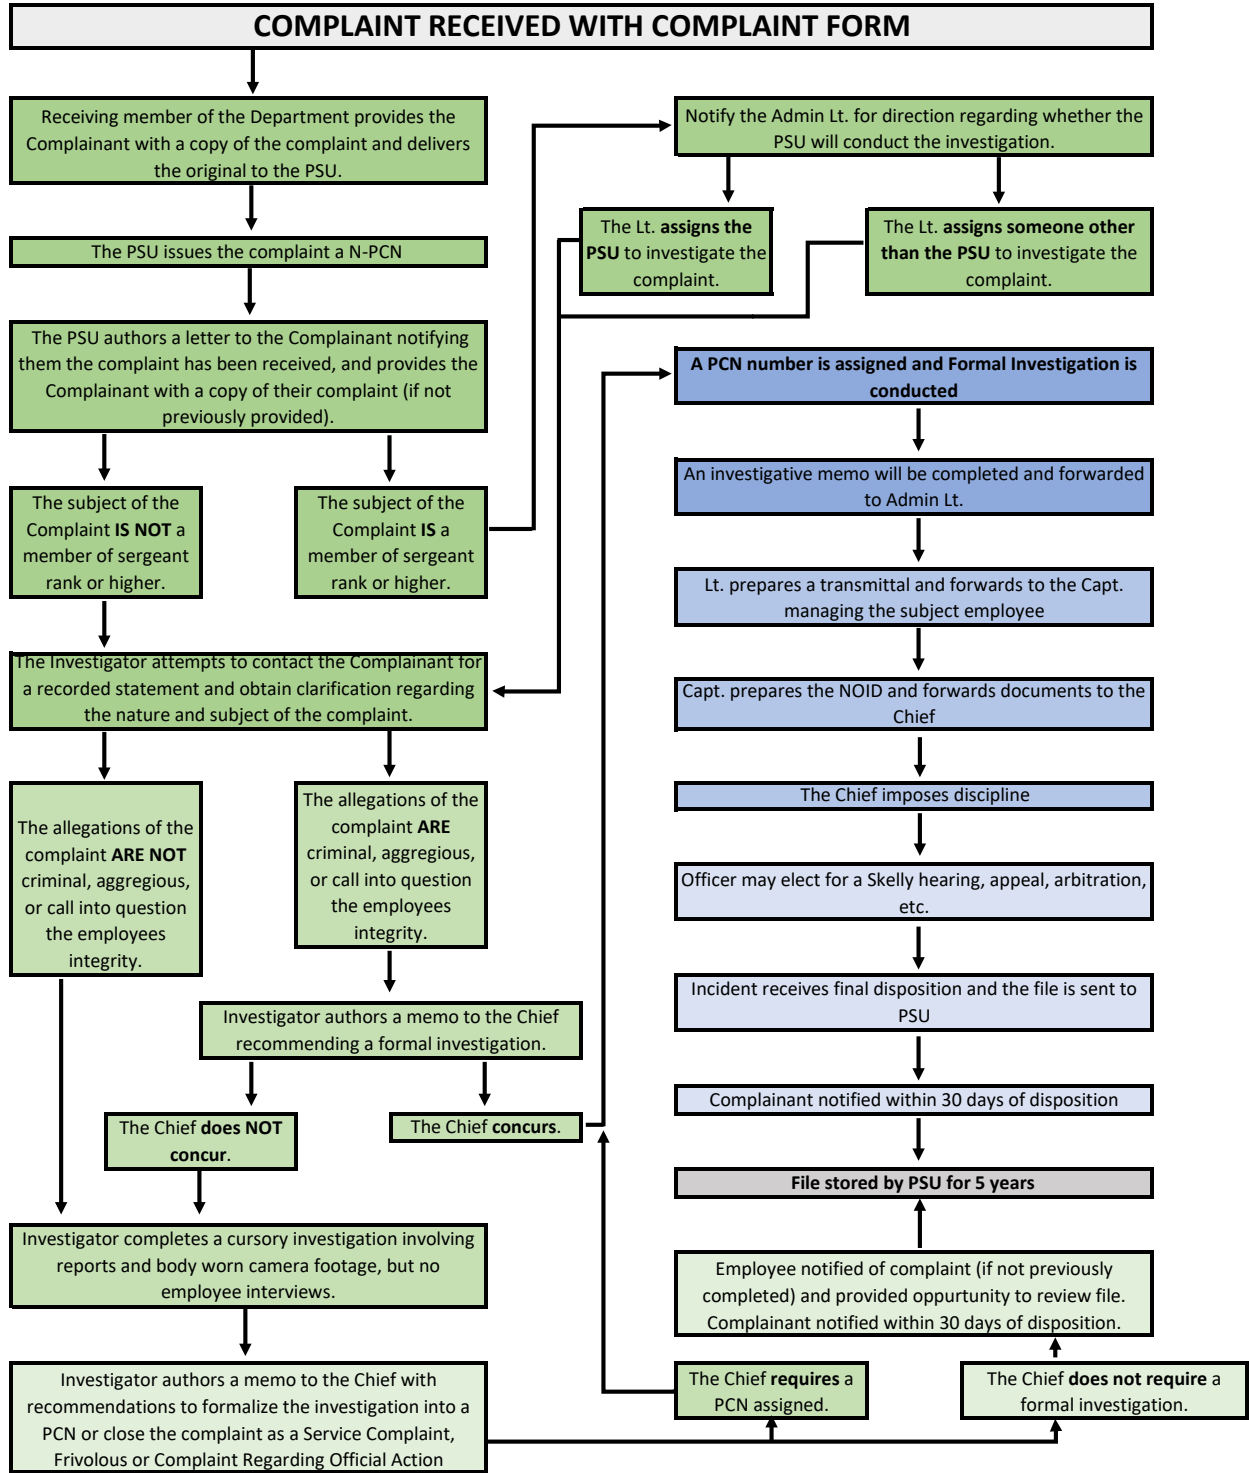 COMPLAINT RECEIVED WITH COMPLAINT FORM
Receiving member of the Department provides the
Complainant with a copy of the complaint and delivers
the original to the PSU.
The PSU issues the complaint a N-PCN
The PSU authors a letter to the Complainant notifying
them the complaint has been received, and provides the
Complainant with a copy of their complaint (if not
previously provided).
The subject of the
Complaint IS NOT a
member of sergeant
rank or higher.
The subject of the
Complaint IS a
member of sergeant
rank or higher.
Notify the Admin Lt. for direction regarding whether the
PSU will conduct the investigation.
The Lt. assigns the
PSU to investigate the
complaint.
The Lt. assigns someone other
than the PSU to investigate the
complaint.
The Investigator attempts to contact the Complainant for
a recorded statement and obtain clarification regarding
the nature and subject of the complaint.
The allegations of the
complaint ARE NOT
criminal, aggregious,
or call into question
the employees
integrity.
The allegations of the
complaint ARE
criminal, aggregious,
or call into question
the employees
integrity.
Investigator authors a memo to the Chief
recommending a formal investigation.
The Chief does NOT
concur.
The Chief concurs.
Investigator completes a cursory investigation involving
reports and body worn camera footage, but no
employee interviews.
Investigator authors a memo to the Chief with
recommendations to formalize the investigation into a
PCN or close the complaint as a Service Complaint,
Frivolous or Complaint Regarding Official Action
A PCN number is assigned and Formal Investigation is
conducted
An investigative memo will be completed and forwarded
to Admin Lt.
Lt. prepares a transmittal and forwards to the Capt.
managing the subject employee
Capt. prepares the NOID and forwards documents to the
Chief
The Chief imposes discipline
Officer may elect for a Skelly hearing, appeal, arbitration,
etc.
Incident receives final disposition and the file is sent to
PSU
Complainant notified within 30 days of disposition
File stored by PSU for 5 years
Employee notified of complaint (if not previously
completed) and provided oppurtunity to review file.
Complainant notified within 30 days of disposition.
The Chief requires a
PCN assigned.
The Chief does not require a
formal investigation.